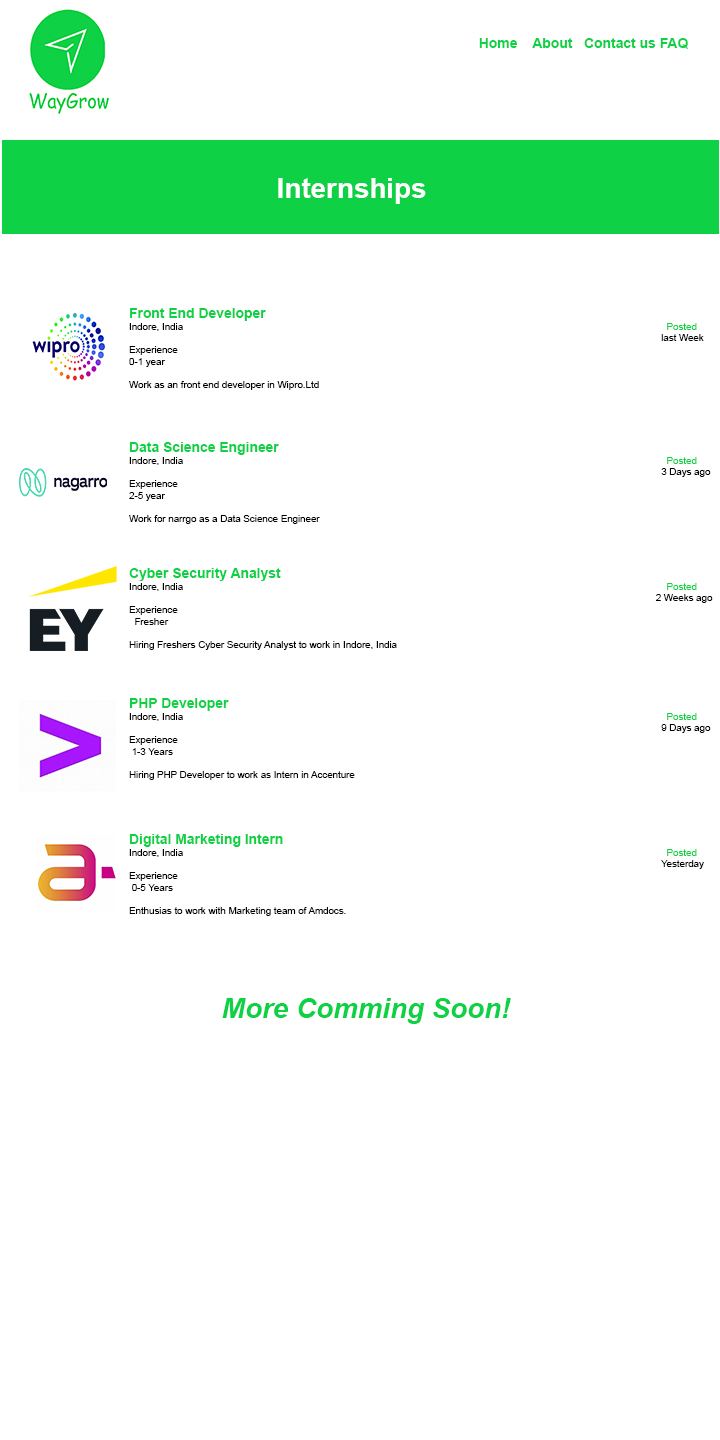 WayGrow
Home About Contact us FAQ
Internships
wipro
Front End Developer
Indore, India
Experience
0-1 year
Work as an front end developer in Wipro.Ltd
Posted
last Week
nagarro
Data Science Engineer
Indore, India
Experience
2-5 year
Work for narrgo as a Data Science Engineer
Posted
3 Days ago
EY
Cyber Security Analyst
Indore, India
Experience
Fresher
Hiring Freshers Cyber Security Analyst to work in Indore, India
Posted
2 Weeks ago
PHP Developer
Indore, India
Experience
1-3 Years
Hiring PHP Developer to work as Intern in Accenture
Posted
9 Days ago
a
Digital Marketing Intern
Indore, India
Experience
0-5 Years
Enthusias to work with Marketing team of Amdocs.
Posted
Yesterday
More Comming Soon!